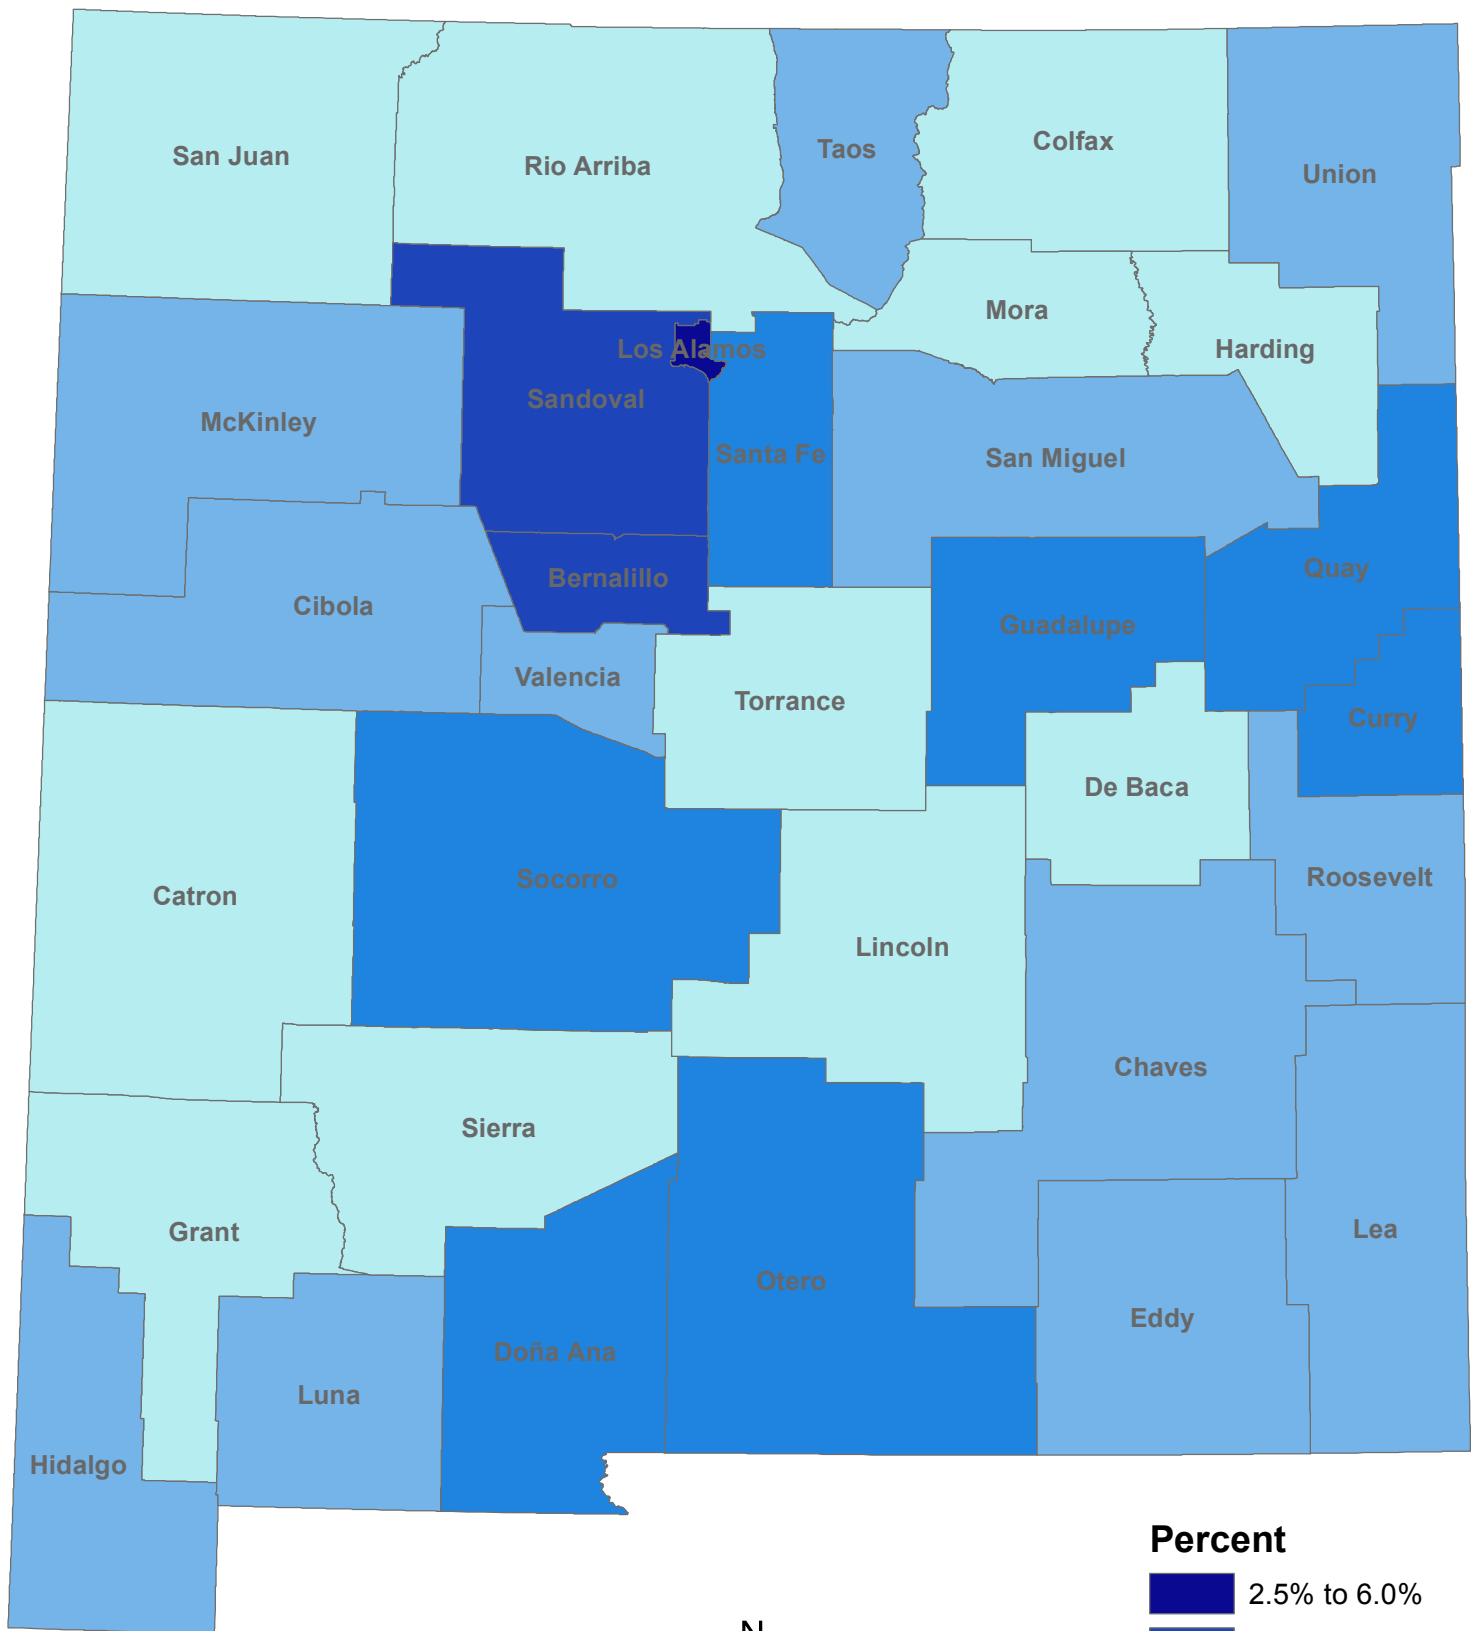 San Juan
Rio Arriba
Taos
Colfax
Union
Mora
Harding
Los Alamos
Sandoval
McKinley
Santa Fe
San Miguel
Bernalillo
Quay
Cibola
Guadalupe
Valencia
Torrance
Curry
De Baca
Catron
Socorro
Roosevelt
Lincoln
Chaves
Sierra
Grant
Lea
Otero
Eddy
Doña Ana
Luna
Hidalgo
Percent
2.5% to 6.0%
N